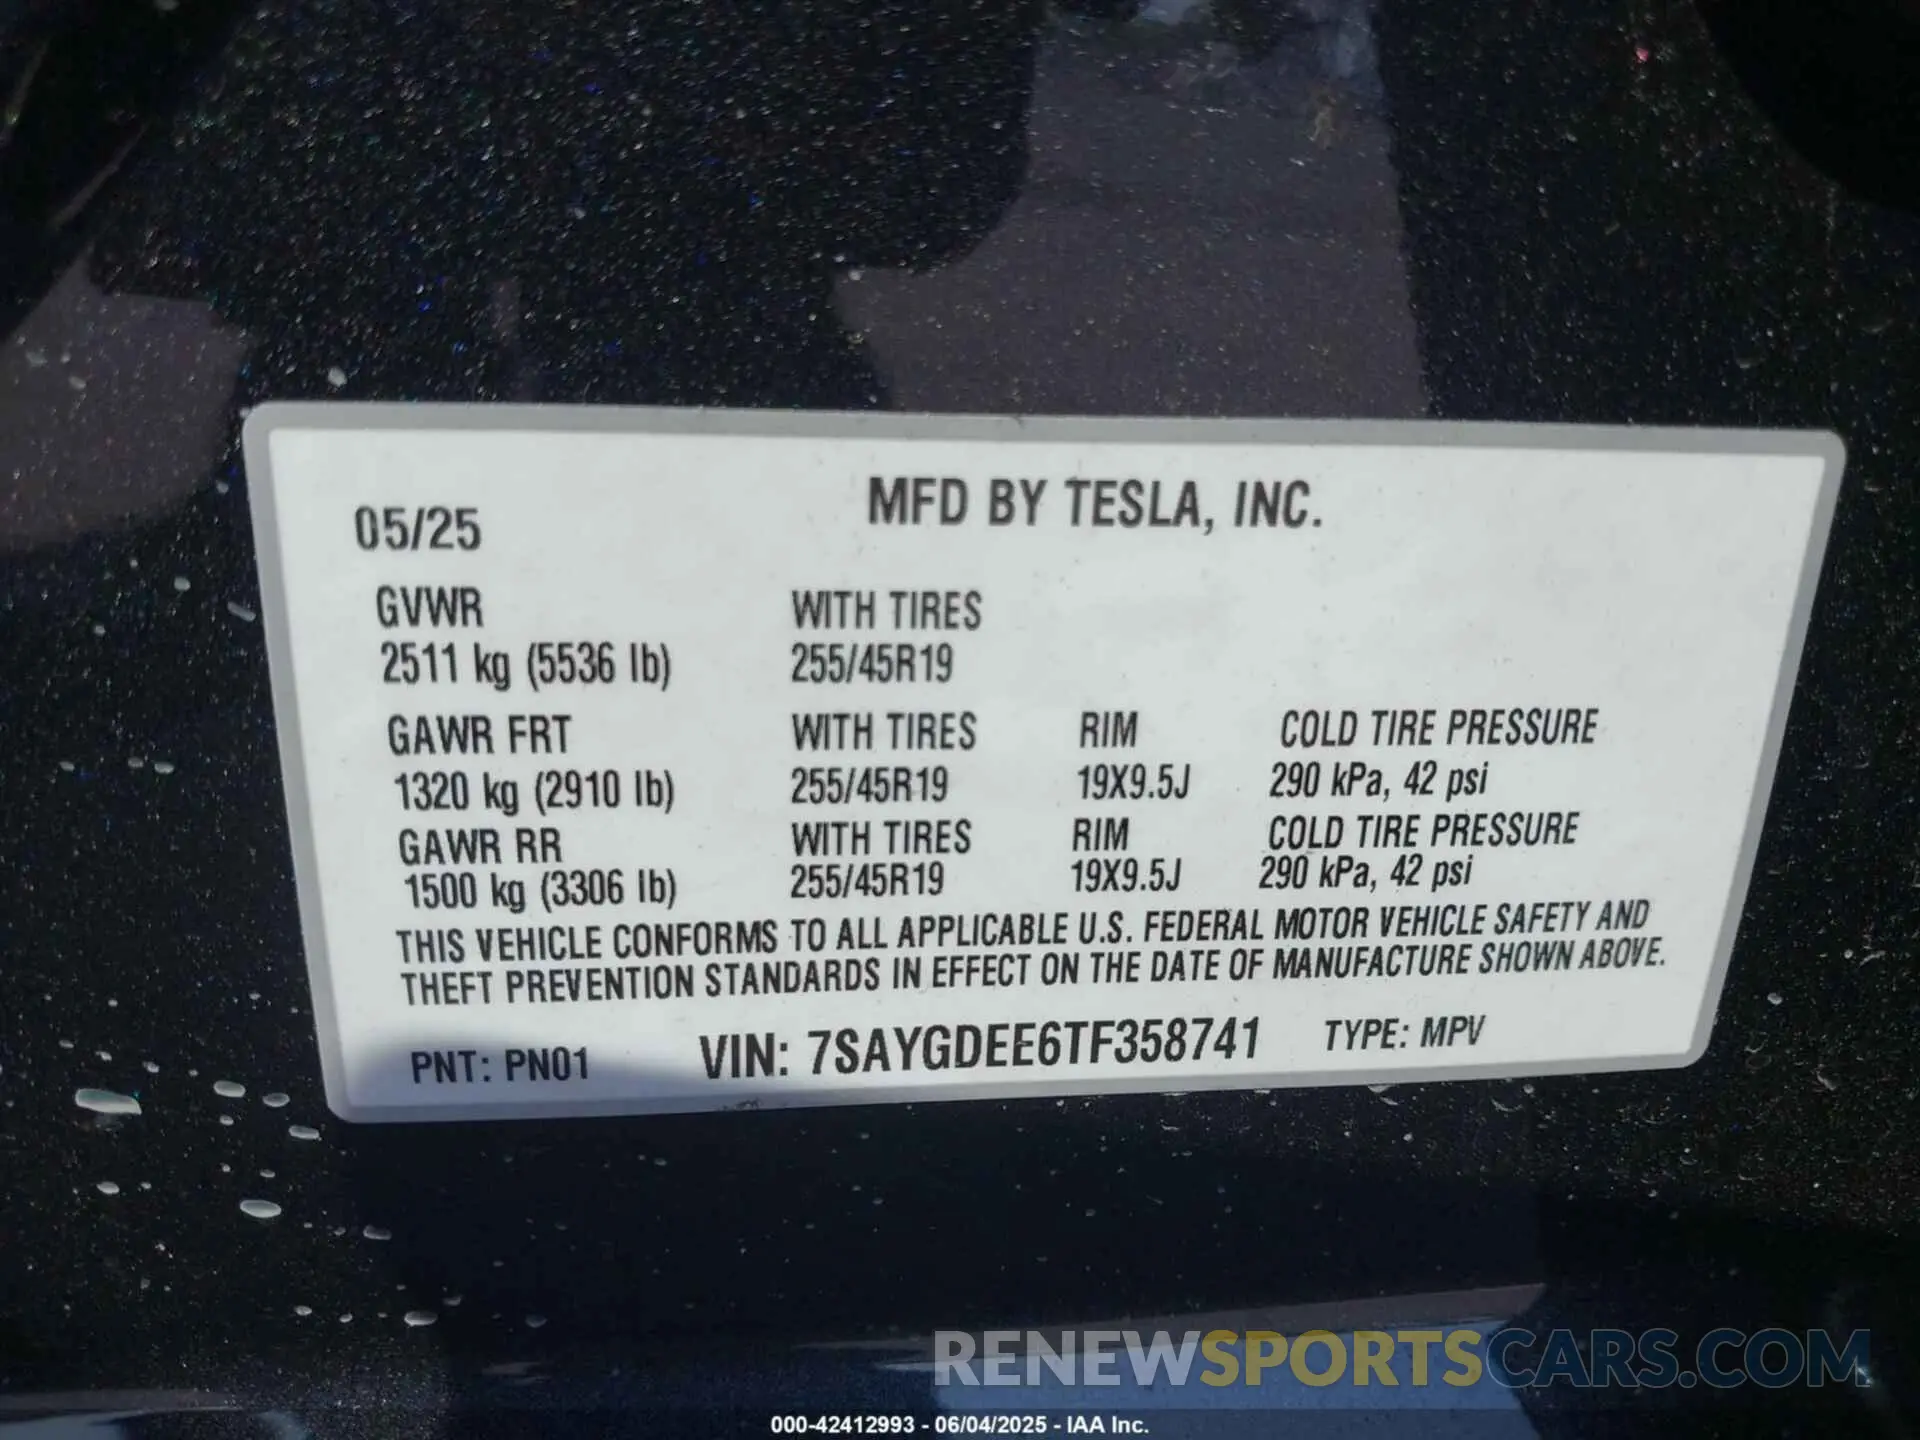 MFD BY TESLA, INC.
05/25
GVWR WITH TIRES
2511 kg (5536 lb) 255/45R19
GAWR FRT WITH TIRES RIM COLD TIRE PRESSURE
1320 kg (2910 lb) 255/45R19 19X9.5J 290 kPa, 42 psi
GAWR RR WITH TIRES RIM COLD TIRE PRESSURE
1500 kg (3306 lb) 255/45R19 19X9.5J 290 kPa, 42 psi
THIS VEHICLE CONFORMS TO ALL APPLICABLE U.S. FEDERAL MOTOR VEHICLE SAFETY AND
THEFT PREVENTION STANDARDS IN EFFECT ON THE DATE OF MANUFACTURE SHOWN ABOVE.
PNT: PN01 VIN: 7SAYGDEE6TF358741 TYPE: MPV
RENEWSPORTSCARS.COM
000-42412993 - 06/04/2025 - IAA Inc.